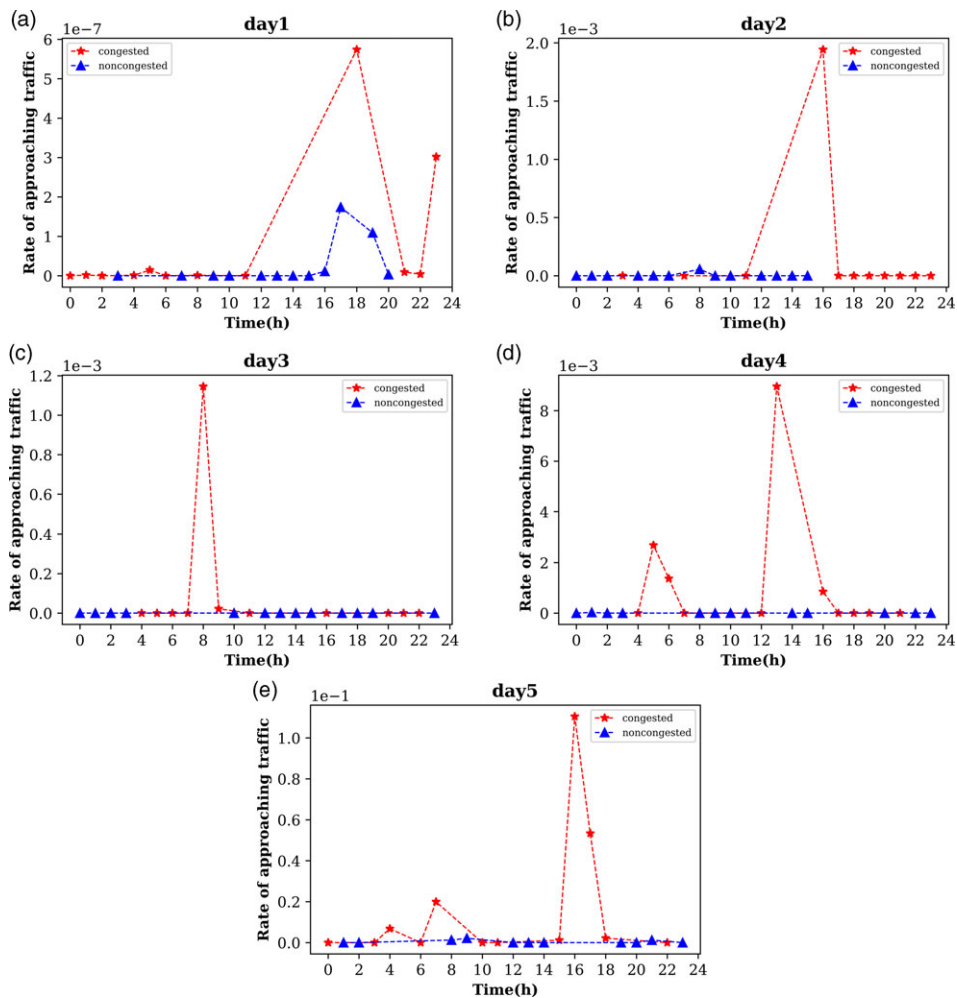 (a)
day1
1e−7
congested
noncongested
6
5
4
3
2
1
0
Rate of approaching traffic
0 2 4 6 8 10 12 14 16 18 20 22 24
Time(h)
(b)
day2
1e−3
congested
noncongested
2.0
1.5
1.0
0.5
0.0
Rate of approaching traffic
0 2 4 6 8 10 12 14 16 18 20 22 24
Time(h)
(c)
day3
1e−3
congested
noncongested
1.2
1.0
0.8
0.6
0.4
0.2
0.0
Rate of approaching traffic
0 2 4 6 8 10 12 14 16 18 20 22 24
Time(h)
(d)
day4
1e−3
congested
noncongested
8
6
4
2
0
Rate of approaching traffic
0 2 4 6 8 10 12 14 16 18 20 22 24
Time(h)
(e)
day5
1e−1
congested
noncongested
1.0
0.8
0.6
0.4
0.2
0.0
Rate of approaching traffic
0 2 4 6 8 10 12 14 16 18 20 22 24
Time(h)